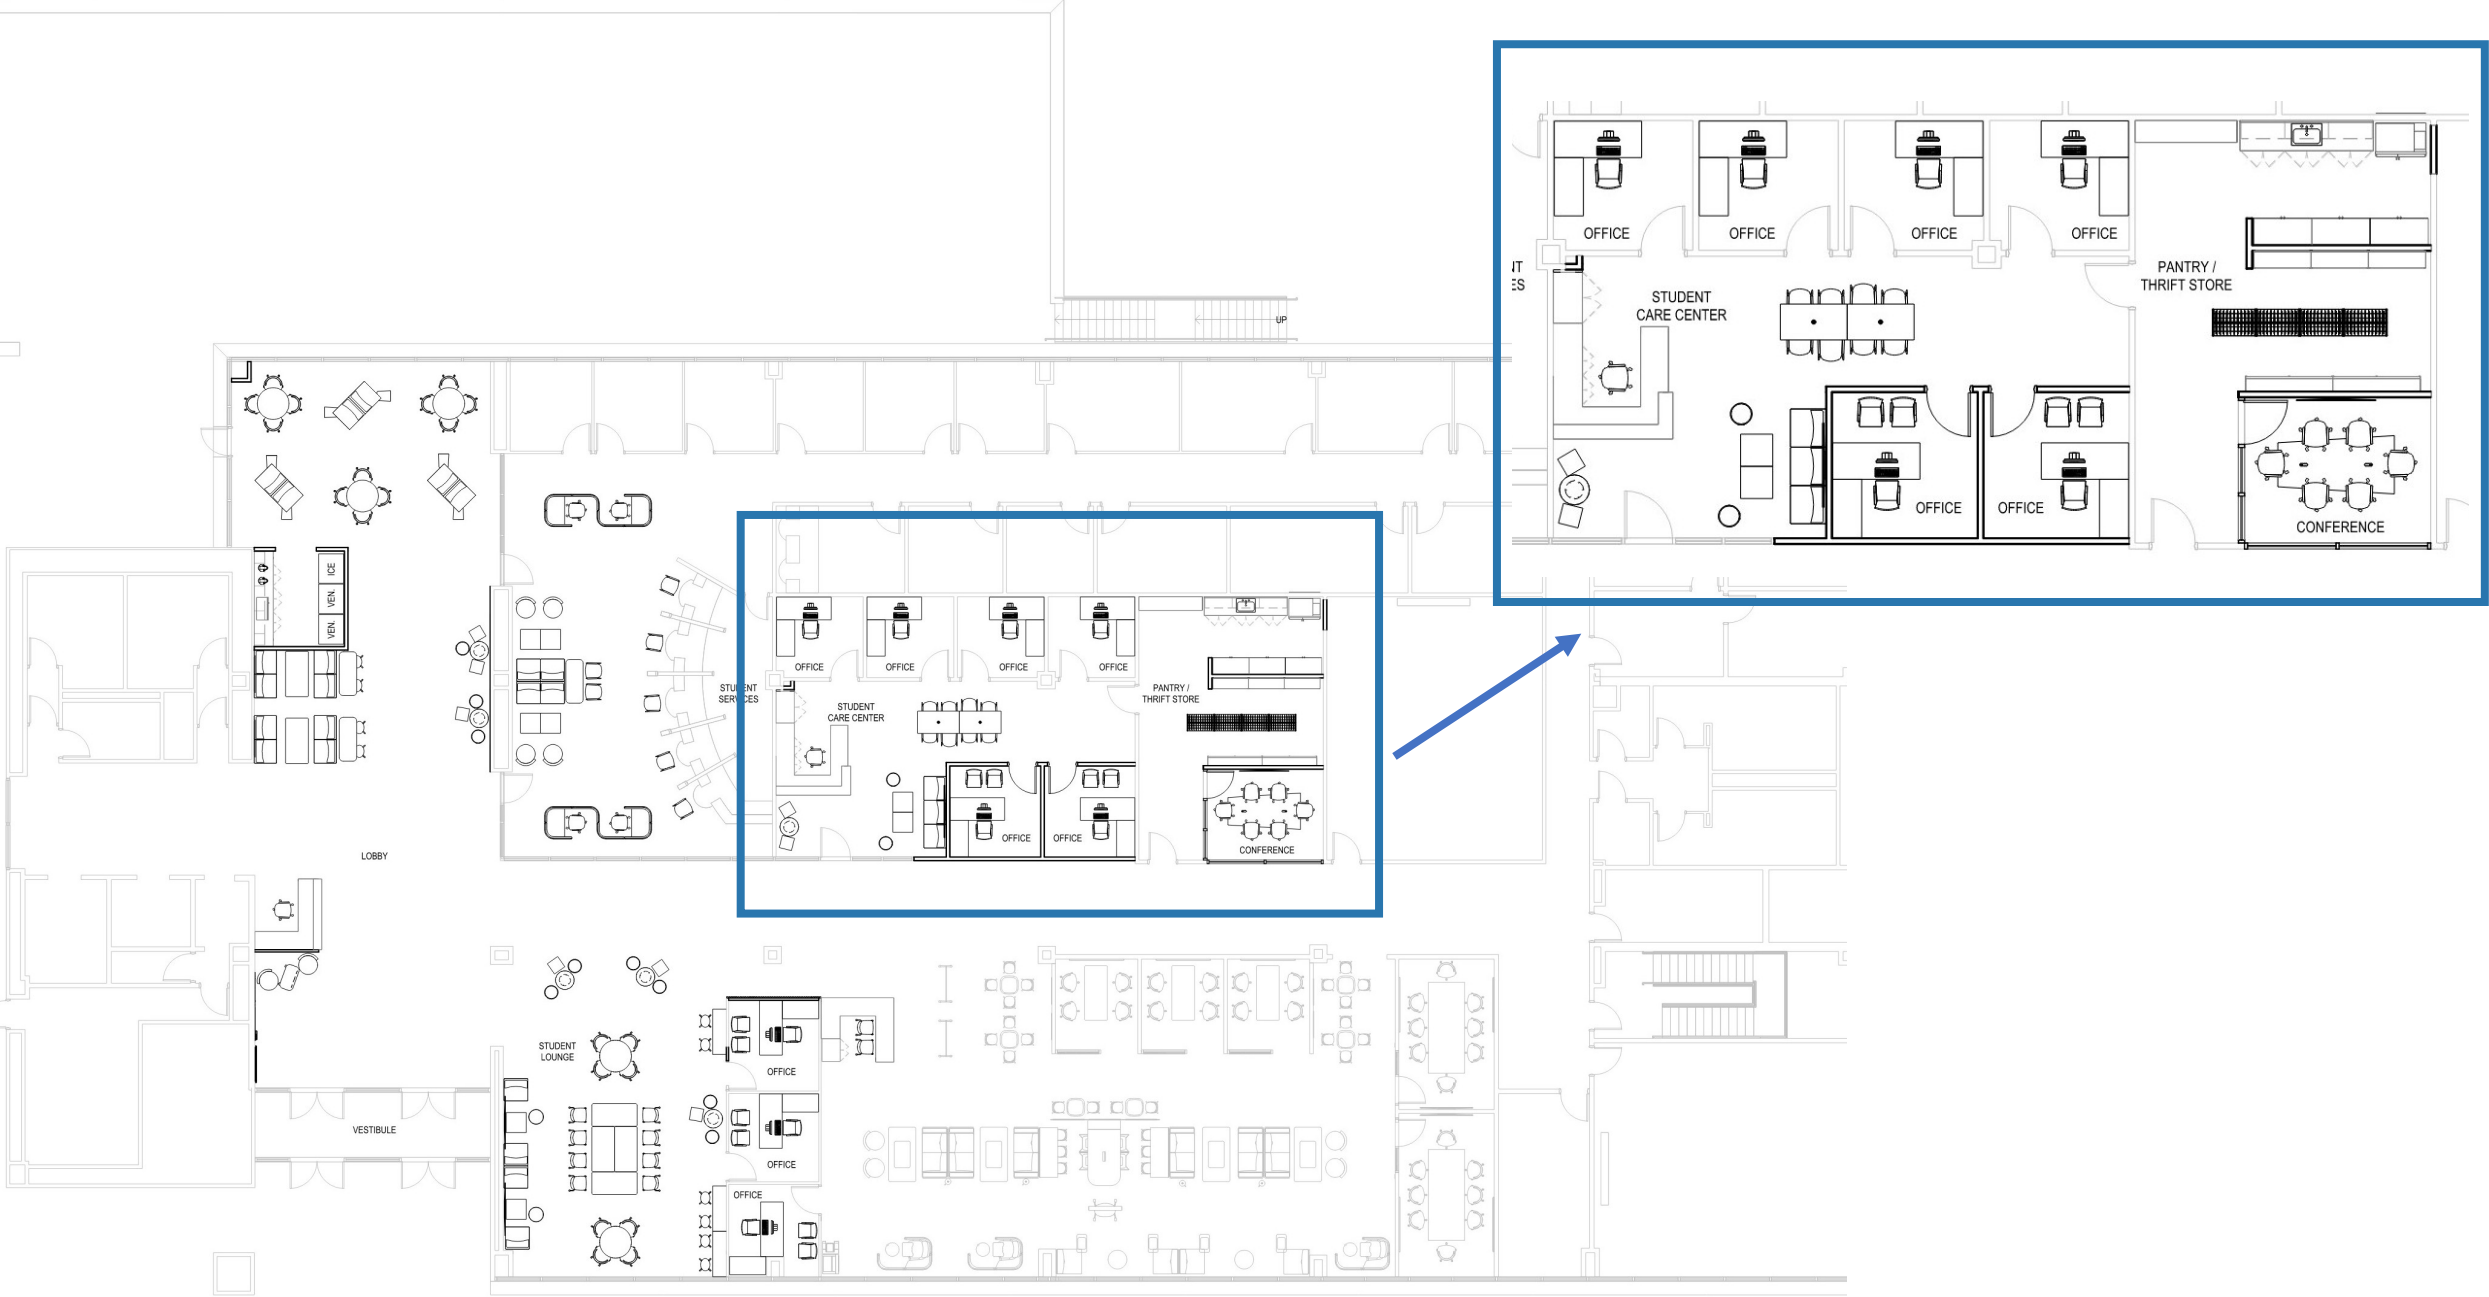 OFFICE
OFFICE
OFFICE
OFFICE
NT
ES
STUDENT
CARE CENTER
PANTRY /
THRIFT STORE
OFFICE
OFFICE
CONFERENCE
UP
ICE
VEN.
VEN.
OFFICE
OFFICE
OFFICE
OFFICE
STUDENT
SERVICES
STUDENT
CARE CENTER
PANTRY /
THRIFT STORE
OFFICE
OFFICE
CONFERENCE
LOBBY
STUDENT
LOUNGE
OFFICE
VESTIBULE
OFFICE
OFFICE